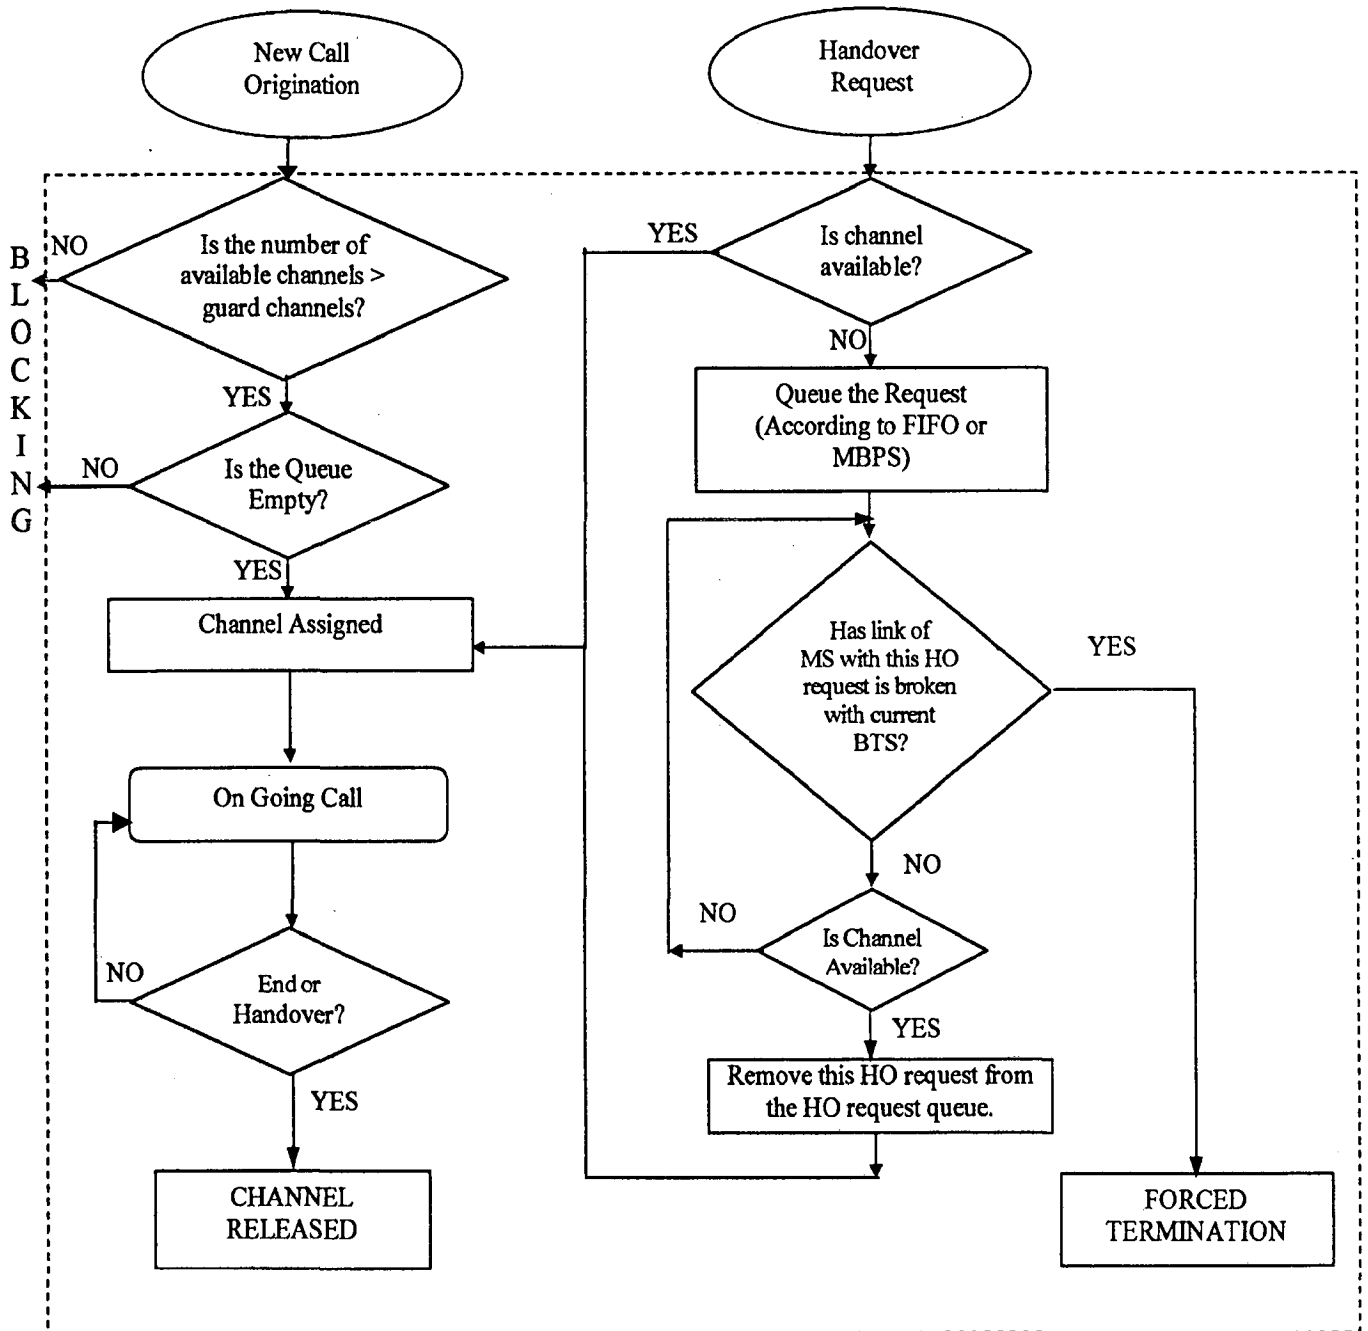 New Call
Origination
Handover
Request
NO
Is the number of
available channels >
guard channels?
YES
Is channel
available?
B
L
O
C
K
I
N
G
YES
NO
NO
Is the Queue
Empty?
YES
Queue the Request
(According to FIFO or
MBPS)
Channel Assigned
Has link of
MS with this HO
request is broken
with current
BTS?
YES
On Going Call
NO
NO
Is Channel
Available?
NO
End or
Handover?
YES
YES
Remove this HO request from
the HO request queue.
CHANNEL
RELEASED
FORCED
TERMINATION